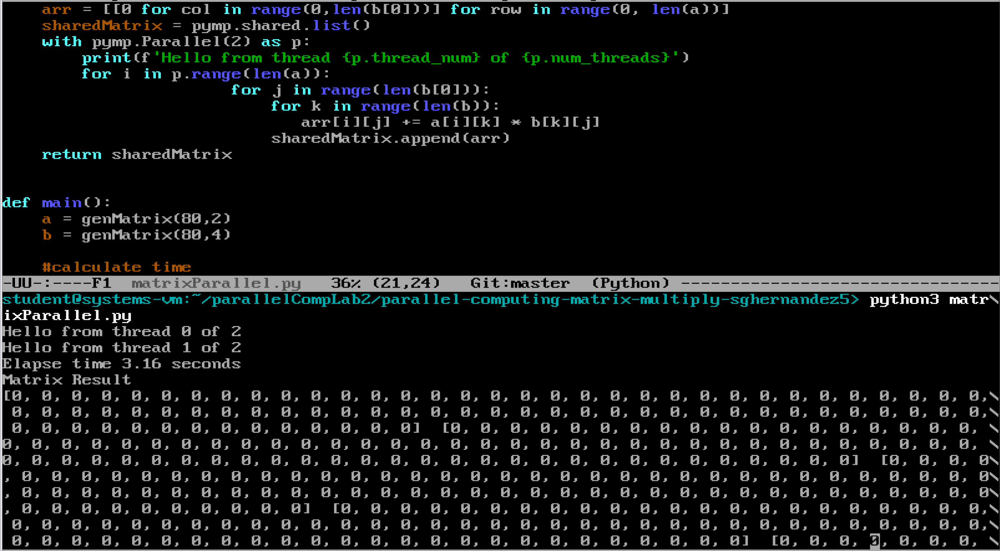 arr = [[0 for col in range(0,len(b[0]))] for row in range(0, len(a))]
sharedMatrix = pymp.shared.list()
with pymp.Parallel(2) as p:
print(f'Hello from thread {p.thread_num} of {p.num_threads}')
for i in p.range(len(a)):
for j in range(len(b[0])):
for k in range(len(b)):
arr[i][j] += a[i][k] * b[k][j]
sharedMatrix.append(arr)
return sharedMatrix
def main():
a = genMatrix(80,2)
b = genMatrix(80,4)
#calculate time
-UU-:----F1  matrixParallel.py   36% (21,24)   Git:master  (Python) --------------------------------
student@systems-vm:~/parallelCompLab2/parallel-computing-matrix-multiply-sghernandez5> python3 matr\
ixParallel.py
Hello from thread 0 of 2
Hello from thread 1 of 2
Elapse time 3.16 seconds
Matrix Result
[0, 0, 0, 0, 0, 0, 0, 0, 0, 0, 0, 0, 0, 0, 0, 0, 0, 0, 0, 0, 0, 0, 0, 0, 0, 0, 0, 0, 0, 0, 0, 0, 0,\
 0, 0, 0, 0, 0, 0, 0, 0, 0, 0, 0, 0, 0, 0, 0, 0, 0, 0, 0, 0, 0, 0, 0, 0, 0, 0, 0, 0, 0, 0, 0, 0, 0,\
 0, 0, 0, 0, 0, 0, 0, 0, 0, 0, 0, 0, 0, 0]  [0, 0, 0, 0, 0, 0, 0, 0, 0, 0, 0, 0, 0, 0, 0, 0, 0, 0, \
0, 0, 0, 0, 0, 0, 0, 0, 0, 0, 0, 0, 0, 0, 0, 0, 0, 0, 0, 0, 0, 0, 0, 0, 0, 0, 0, 0, 0, 0, 0, 0, 0, \
0, 0, 0, 0, 0, 0, 0, 0, 0, 0, 0, 0, 0, 0, 0, 0, 0, 0, 0, 0, 0, 0, 0, 0, 0, 0, 0, 0, 0]  [0, 0, 0, 0\
, 0, 0, 0, 0, 0, 0, 0, 0, 0, 0, 0, 0, 0, 0, 0, 0, 0, 0, 0, 0, 0, 0, 0, 0, 0, 0, 0, 0, 0, 0, 0, 0, 0\
, 0, 0, 0, 0, 0, 0, 0, 0, 0, 0, 0, 0, 0, 0, 0, 0, 0, 0, 0, 0, 0, 0, 0, 0, 0, 0, 0, 0, 0, 0, 0, 0, 0\
, 0, 0, 0, 0, 0, 0, 0, 0, 0, 0]  [0, 0, 0, 0, 0, 0, 0, 0, 0, 0, 0, 0, 0, 0, 0, 0, 0, 0, 0, 0, 0, 0,\
 0, 0, 0, 0, 0, 0, 0, 0, 0, 0, 0, 0, 0, 0, 0, 0, 0, 0, 0, 0, 0, 0, 0, 0, 0, 0, 0, 0, 0, 0, 0, 0, 0,\
 0, 0, 0, 0, 0, 0, 0, 0, 0, 0, 0, 0, 0, 0, 0, 0, 0, 0, 0, 0, 0, 0, 0, 0, 0]  [0, 0, 0, 0, 0, 0, 0, \